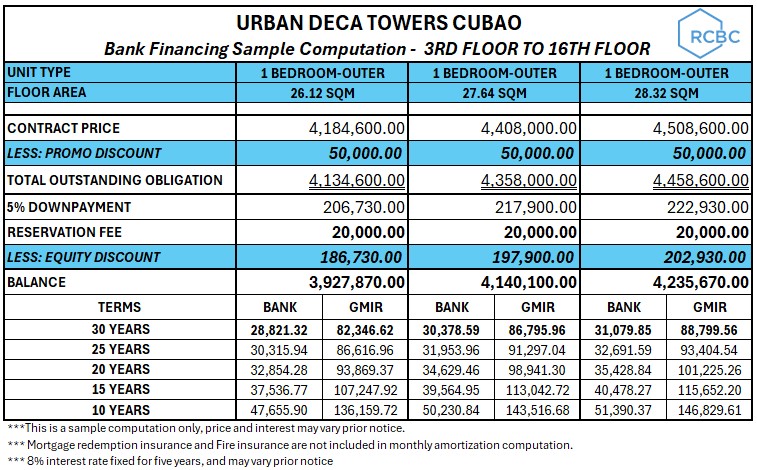 URBAN DECA TOWERS CUBAO
Bank Financing Sample Computation - 3RD FLOOR TO 16TH FLOOR
RCBC
UNIT TYPE 1 BEDROOM-OUTER 1 BEDROOM-OUTER 1 BEDROOM-OUTER
FLOOR AREA 26.12 SQM 27.64 SQM 28.32 SQM
CONTRACT PRICE 4,184,600.00 4,408,000.00 4,508,600.00
LESS: PROMO DISCOUNT 50,000.00 50,000.00 50,000.00
TOTAL OUTSTANDING OBLIGATION 4,134,600.00 4,358,000.00 4,458,600.00
5% DOWNPAYMENT 206,730.00 217,900.00 222,930.00
RESERVATION FEE 20,000.00 20,000.00 20,000.00
LESS: EQUITY DISCOUNT 186,730.00 197,900.00 202,930.00
BALANCE 3,927,870.00 4,140,100.00 4,235,670.00
TERMS BANK GMIR BANK GMIR BANK GMIR
30 YEARS 28,821.32 82,346.62 30,378.59 86,795.96 31,079.85 88,799.56
25 YEARS 30,315.94 86,616.96 31,953.96 91,297.04 32,691.59 93,404.54
20 YEARS 32,854.28 93,869.37 34,629.46 98,941.30 35,428.84 101,225.26
15 YEARS 37,536.77 107,247.92 39,564.95 113,042.72 40,478.27 115,652.20
10 YEARS 47,655.90 136,159.72 50,230.84 143,516.68 51,390.37 146,829.61
***This is a sample computation only, price and interest may vary prior notice.
*** Mortgage redemption insurance and Fire insurance are not included in monthly amortization computation.
*** 8% interest rate fixed for five years, and may vary prior notice